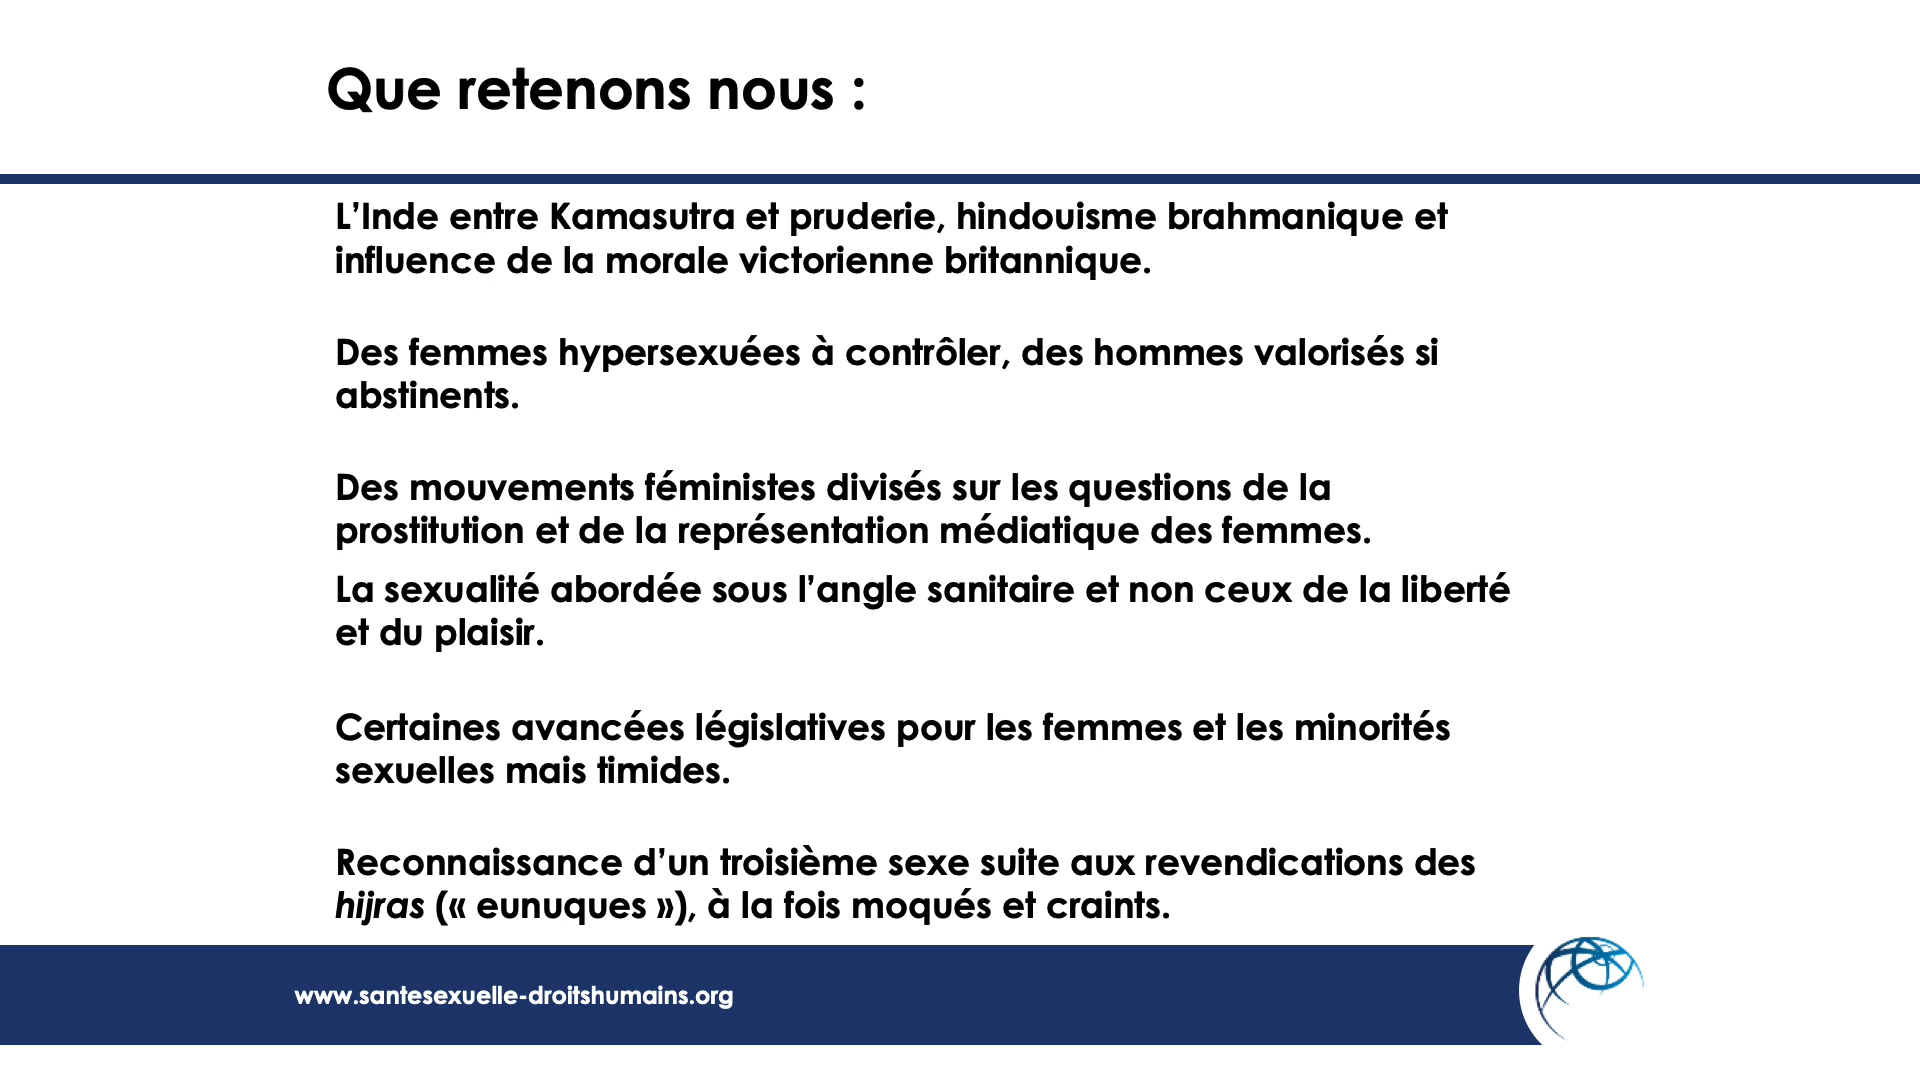 Que retenons nous :
L’Inde entre Kamasutra et pruderie, hindouisme brahmanique et
influence de la morale victorienne britannique.
Des femmes hypersexuées à contrôler, des hommes valorisés si
abstinents.
Des mouvements féministes divisés sur les questions de la
prostitution et de la représentation médiatique des femmes.
La sexualité abordée sous l’angle sanitaire et non ceux de la liberté
et du plaisir.
Certaines avancées législatives pour les femmes et les minorités
sexuelles mais timides.
Reconnaissance d’un troisième sexe suite aux revendications des
hijras (« eunuques »), à la fois moqués et craints.
www.santesexuelle-droitshumains.org